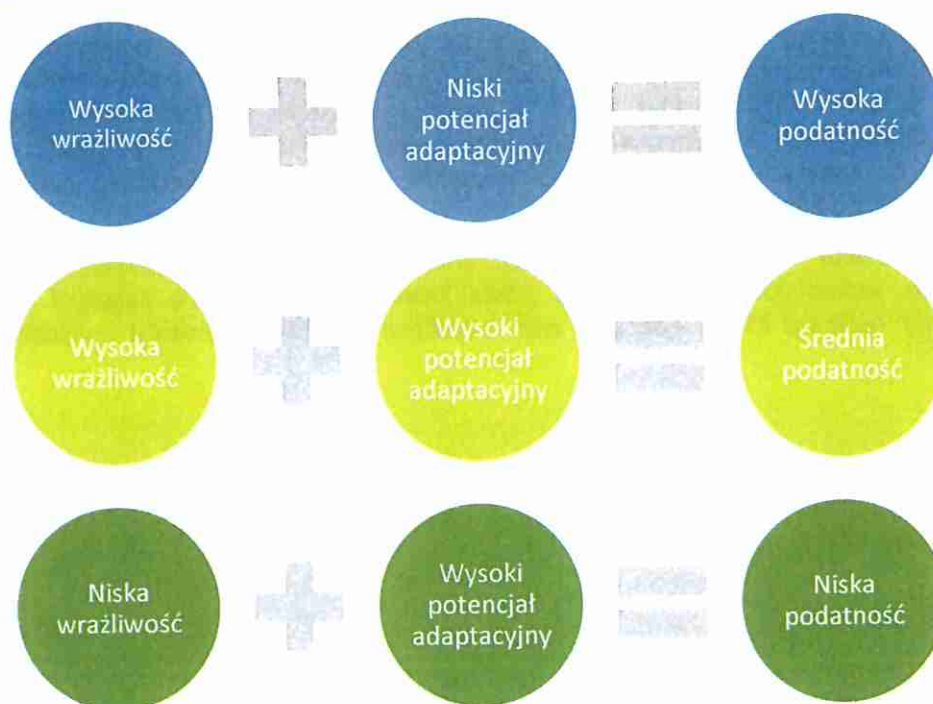 Wysoka
wrażliwość
Niski
potencjał
adaptacyjny
Wysoka
podatność
Wysoka
wrażliwość
Wysoki
potencjał
adaptacyjny
Średnia
podatność
Niska
wrażliwość
Wysoki
potencjał
adaptacyjny
Niska
podatność